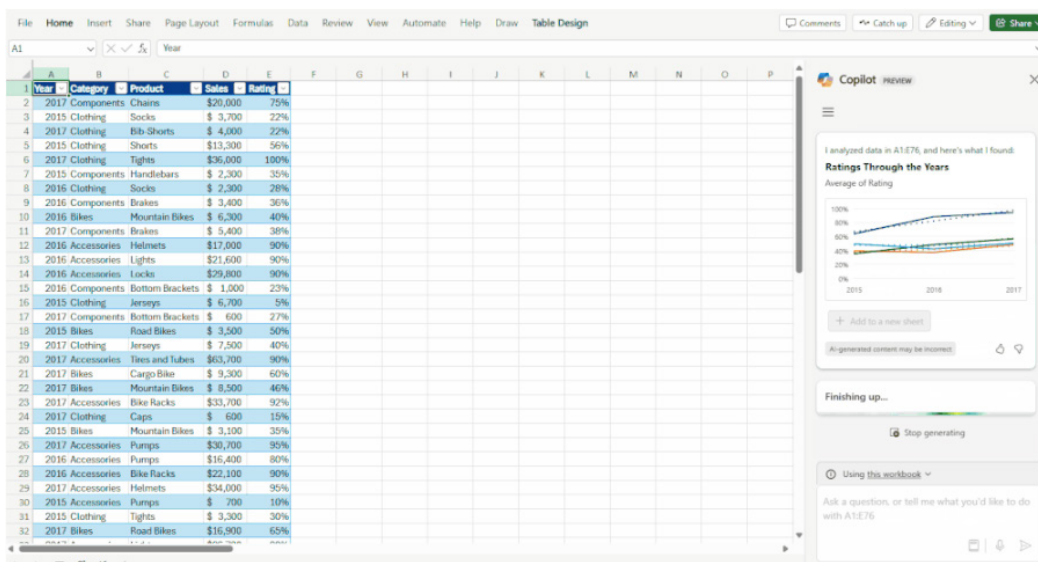 File Home Insert Share Page Layout Formulas Data Review View Automate Help Draw Table Design Comments Catch up Editing Share
A1 fx Year
A B C D E F G H I J K L M N O P
1 Year Category Product Sales Rating
2 2017 Components Chains $20,000 75%
3 2015 Clothing Socks $ 3,700 22%
4 2017 Clothing Bib-Shorts $ 4,000 22%
5 2015 Clothing Shorts $13,300 56%
6 2017 Clothing Tights $36,000 100%
7 2015 Components Handlebars $ 2,300 35%
8 2016 Clothing Socks $ 2,300 28%
9 2016 Components Brakes $ 3,400 36%
10 2016 Bikes Mountain Bikes $ 6,300 40%
11 2017 Components Brakes $ 5,400 38%
12 2016 Accessories Helmets $17,000 90%
13 2016 Accessories Lights $21,600 90%
14 2016 Accessories Locks $29,800 90%
15 2016 Components Bottom Brackets $ 1,000 23%
16 2015 Clothing Jerseys $ 6,700 5%
17 2017 Components Bottom Brackets $ 600 27%
18 2015 Bikes Road Bikes $ 3,500 50%
19 2017 Clothing Jerseys $ 7,500 40%
20 2017 Accessories Tires and Tubes $63,700 90%
21 2017 Bikes Cargo Bike $ 9,300 60%
22 2017 Bikes Mountain Bikes $ 8,500 46%
23 2017 Accessories Bike Racks $33,700 92%
24 2017 Clothing Caps $ 600 15%
25 2015 Bikes Mountain Bikes $ 3,100 35%
26 2017 Accessories Pumps $30,700 95%
27 2016 Accessories Pumps $16,400 80%
28 2016 Accessories Bike Racks $22,100 90%
29 2017 Accessories Helmets $34,000 95%
30 2015 Accessories Pumps $ 700 10%
31 2015 Clothing Tights $ 3,300 30%
32 2017 Bikes Road Bikes $16,900 65%
Copilot PREVIEW
I analyzed data in A1:E76, and here's what I found:
Ratings Through the Years
Average of Rating
100%
80%
60%
40%
20%
0%
2015 2016 2017
+ Add to a new sheet
AI-generated content may be incorrect
Finishing up...
Stop generating
Using this workbook
Ask a question, or tell me what you'd like to do
with A1:E76